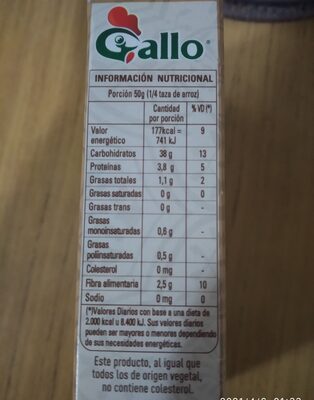 Gallo®
INFORMACIÓN NUTRICIONAL
Porción 50g (1/4 taza de arroz)
Cantidad por porción % VD (*)
Valor energético 177kcal = 741 kJ 9
Carbohidratos 38 g 13
Proteínas 3,8 g 5
Grasas totales 1,1 g 2
Grasas saturadas 0 g 0
Grasas trans 0 g -
Grasas monoinsaturadas 0,6 g -
Grasas poliinsaturadas 0,5 g -
Colesterol 0 mg -
Fibra alimentaria 2,5 g 10
Sodio 0 mg 0
(*)Valores Diarios con base a una dieta de
2.000 kcal u 8.400 kJ. Sus valores diarios
pueden ser mayores o menores dependiendo
de sus necesidades energéticas.
Este producto, al igual que
todos los de origen vegetal,
no contiene colesterol.